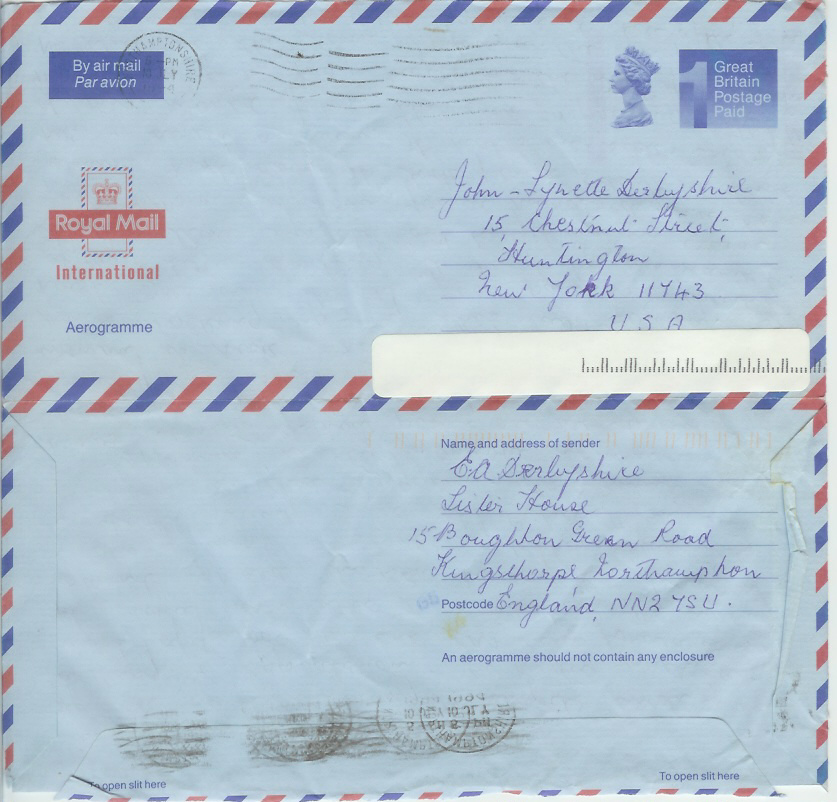 By air mail
Par avion
Great
Britain
Postage
Paid
1
Royal Mail
International
Aerogramme
John - Lynette Derbyshire
15, Chestnut Street,
Huntington
New York 11743
U S A
Name and address of sender
E A Derbyshire
Lister House
15 Boughton Green Road
Kingsthorpe Northampton
Postcode England, NN2 7SU.
An aerogramme should not contain any enclosure
To open slit here
To open slit here